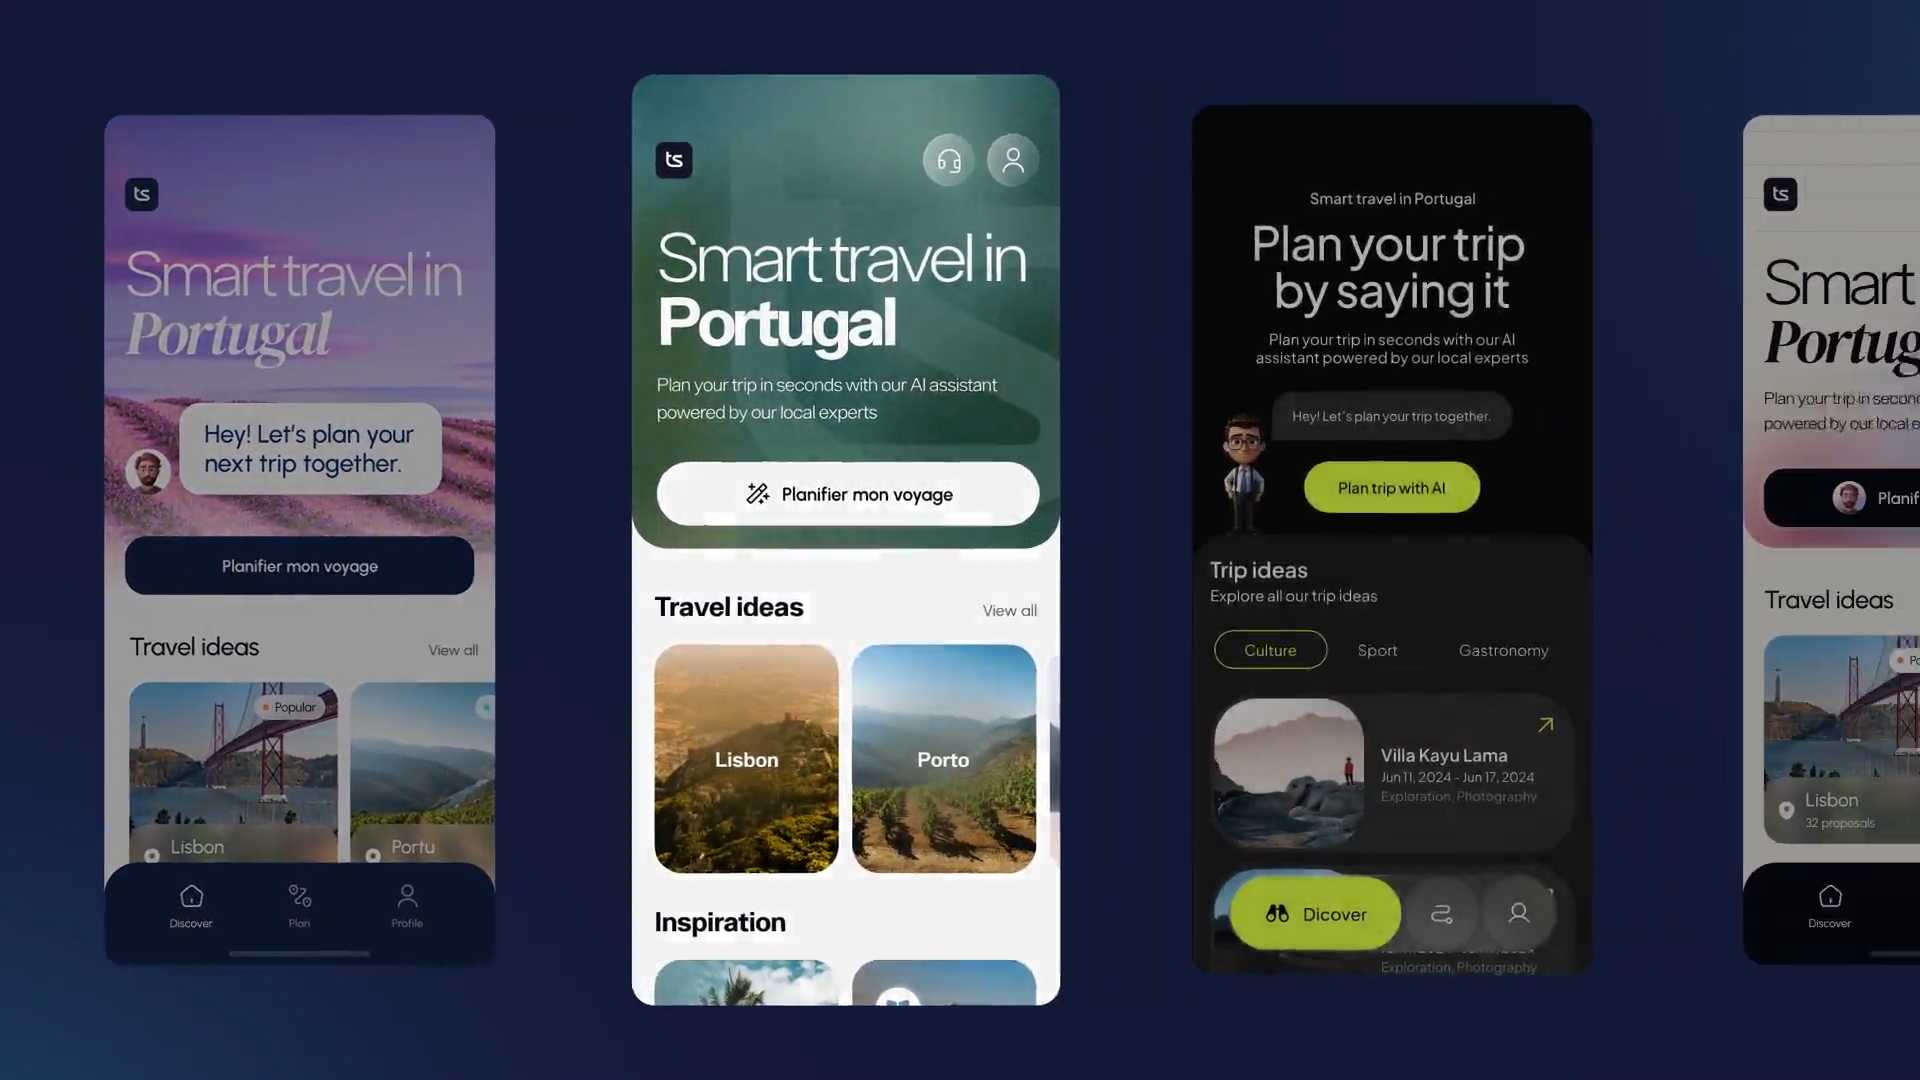 ts
Smart travel in
Portugal
Hey! Let's plan your
next trip together.
Planifier mon voyage
Travel ideas
View all
Popular
Lisbon
Portu
Discover
Plan
Profile
ts
Smart travel in
Portugal
Plan your trip in seconds with our AI assistant
powered by our local experts
Planifier mon voyage
Travel ideas
View all
Lisbon
Porto
Inspiration
Smart travel in Portugal
Plan your trip
by saying it
Plan your trip in seconds with our AI
assistant powered by our local experts
Hey! Let's plan your trip together.
Plan trip with AI
Trip ideas
Explore all our trip ideas
Culture
Sport
Gastronomy
Villa Kayu Lama
Jun 11, 2024 - Jun 17, 2024
Exploration, Photography
Dicover
Exploration, Photography
ts
Smart
Portug
Plan your trip in second
powered by our local e
Planif
Travel ideas
Po
Lisbon
32 proposals
Discover